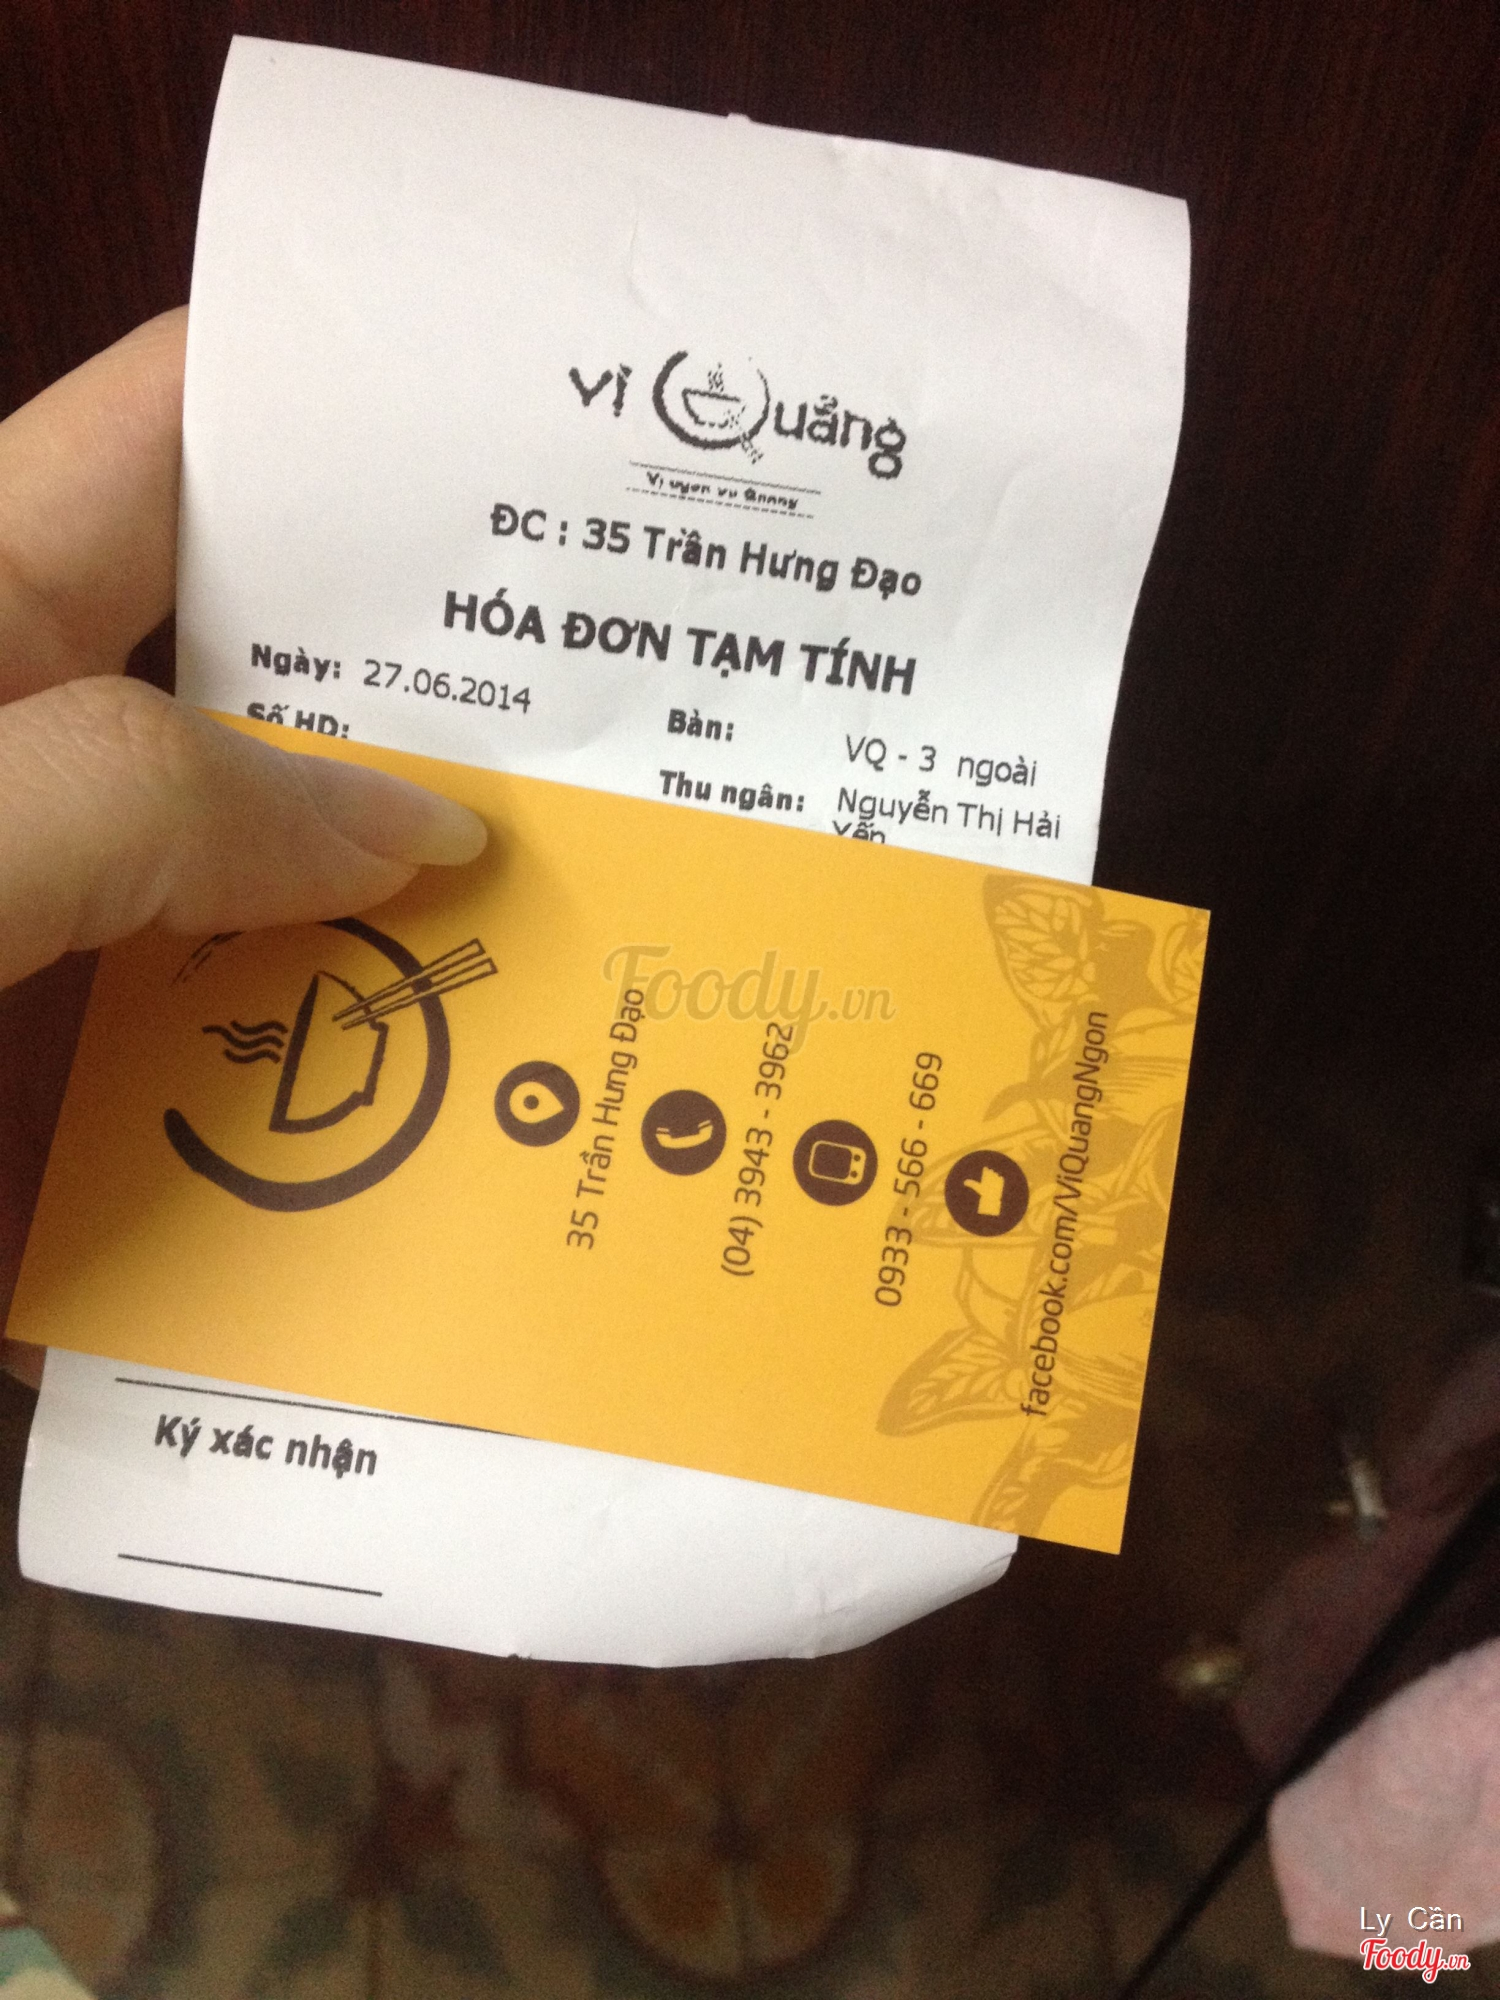 Vị Quảng
ĐC : 35 Trần Hưng Đạo
HÓA ĐƠN TẠM TÍNH
Ngày: 27.06.2014
Số HD:
Bàn: VQ - 3 ngoài
Thu ngân: Nguyễn Thị Hải
Yến
Foody.vn
35 Trần Hưng Đạo
(04) 3943 - 3962
0933 - 566 - 669
facebook.com/ViQuangNgon
Ký xác nhận
Ly Cần
Foody.vn